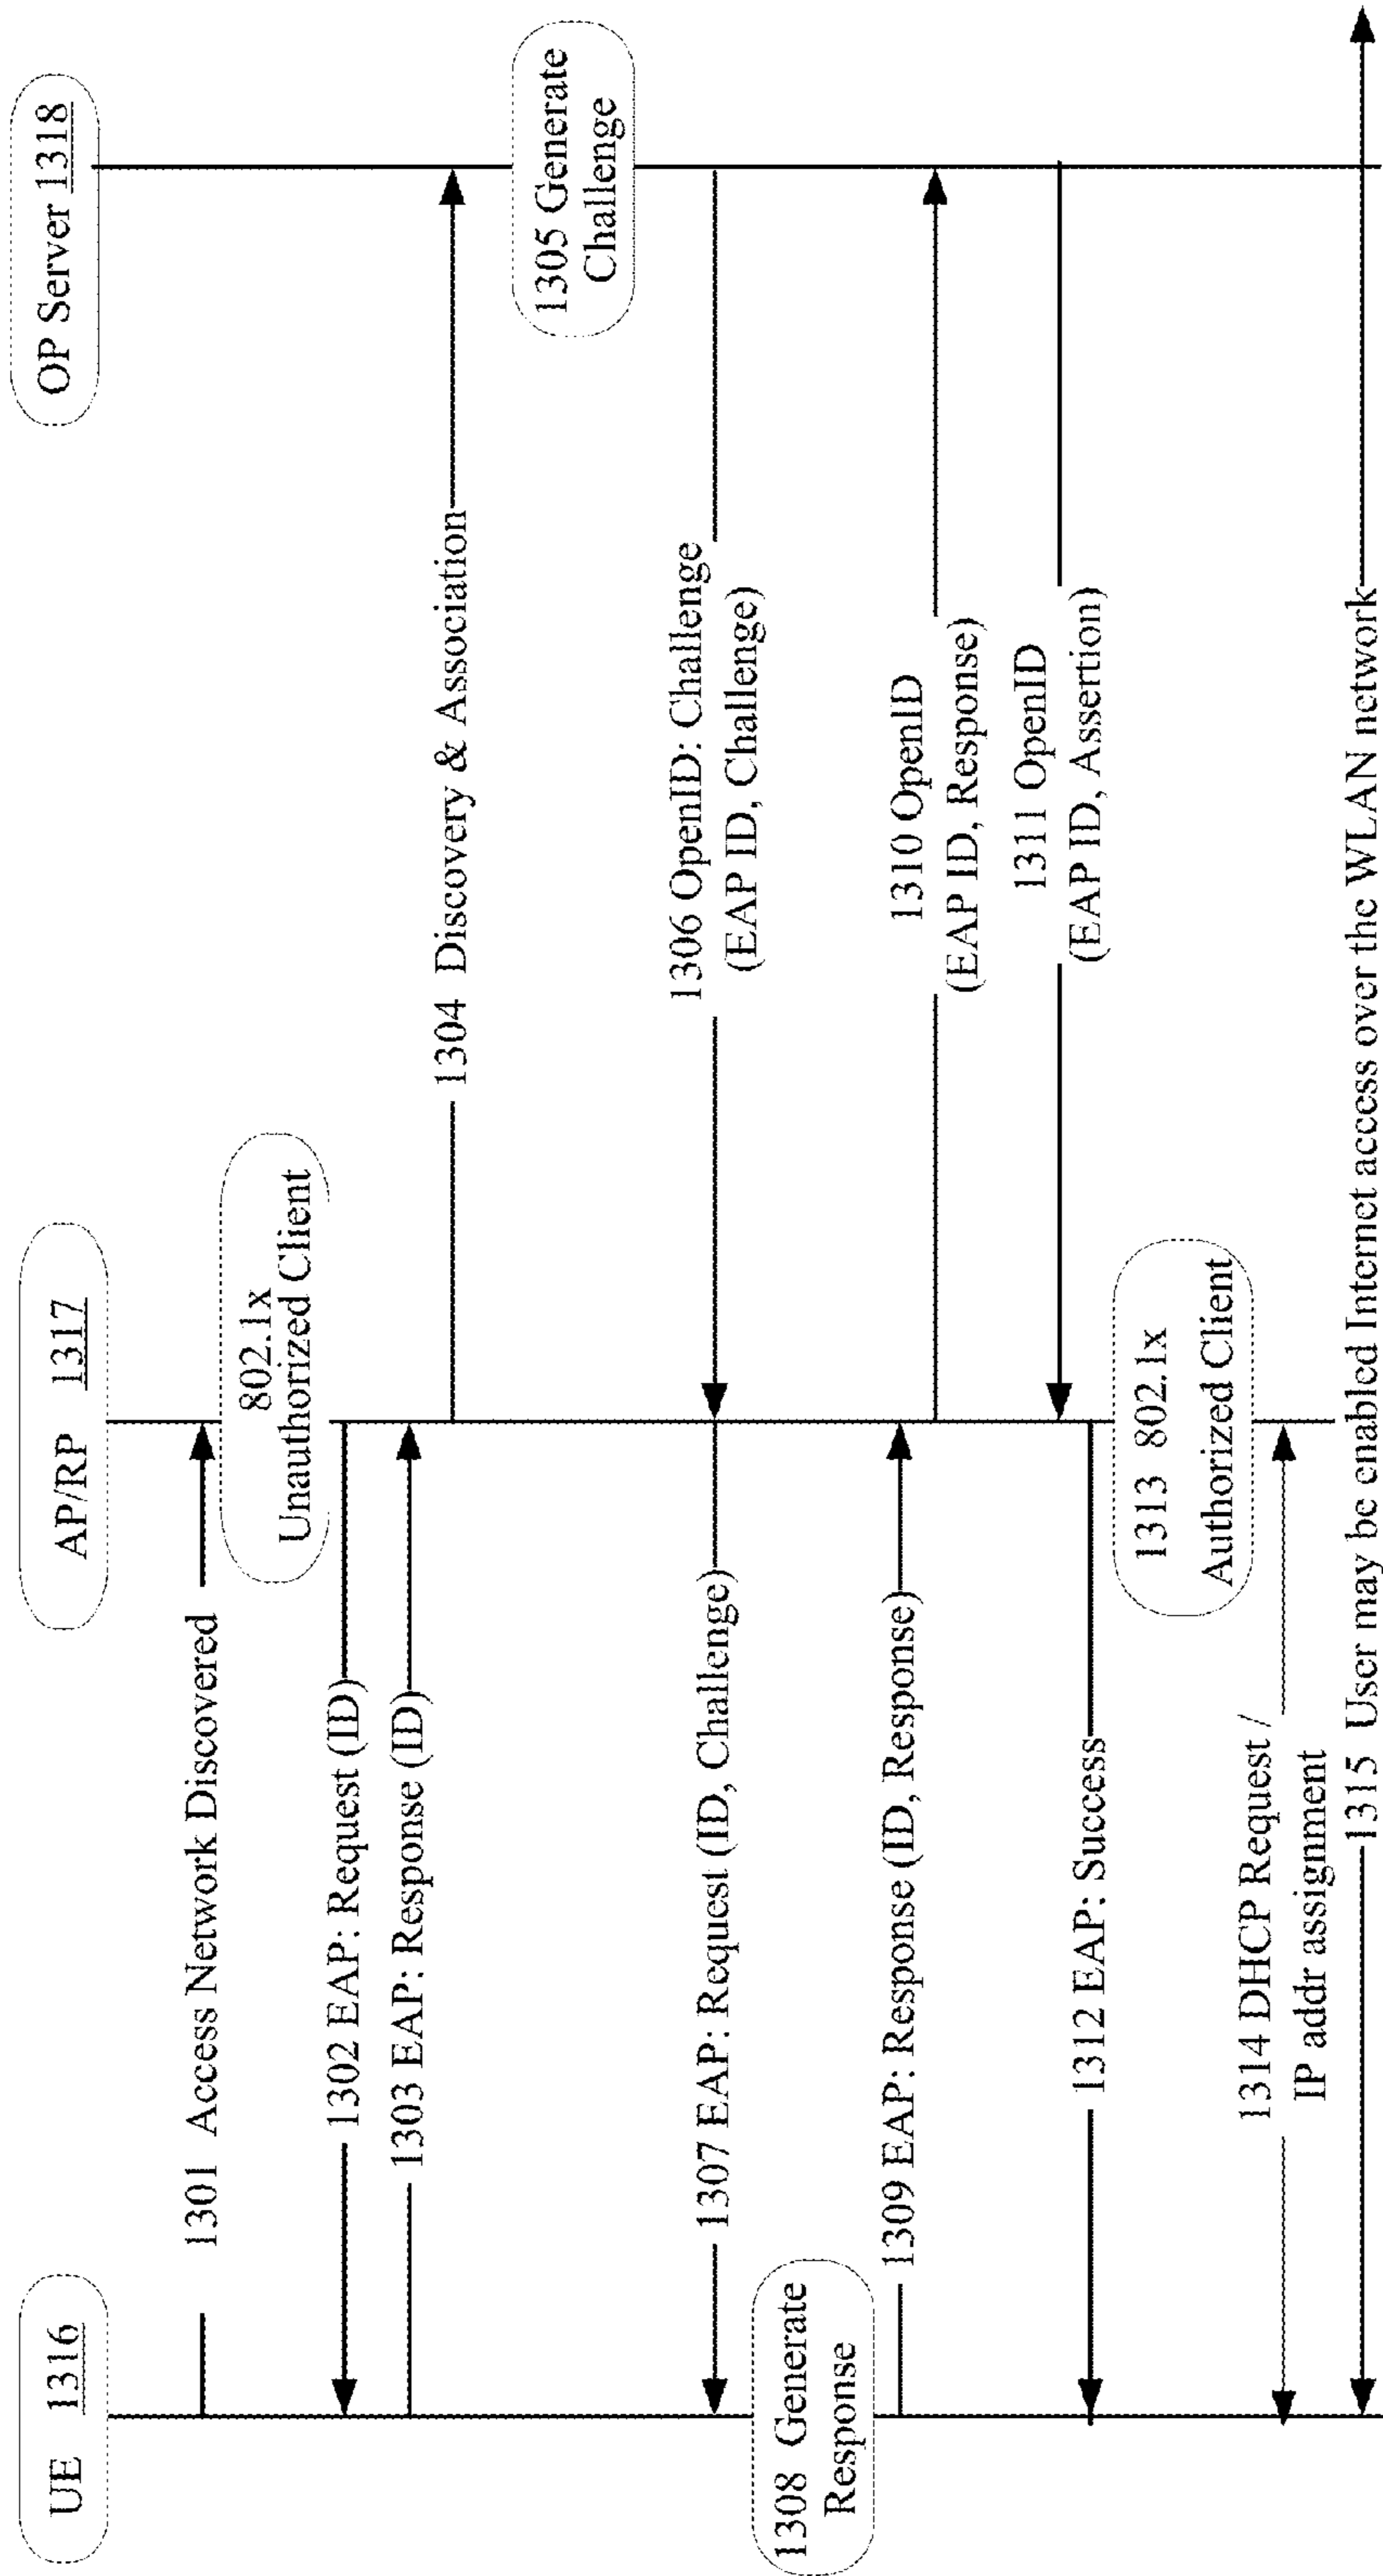 UE 1316
AP/RP 1317
OP Server 1318
1301 Access Network Discovered
802.1x
Unauthorized Client
1302 EAP: Request (ID)
1303 EAP: Response (ID)
1304 Discovery & Association
1305 Generate
Challenge
1306 OpenID: Challenge
(EAP ID, Challenge)
1307 EAP: Request (ID, Challenge)
1308 Generate
Response
1309 EAP: Response (ID, Response)
1310 OpenID
(EAP ID, Response)
1311 OpenID
(EAP ID, Assertion)
1312 EAP: Success
1313 802.1x
Authorized Client
1314 DHCP Request /
IP addr assignment
1315 User may be enabled Internet access over the WLAN network